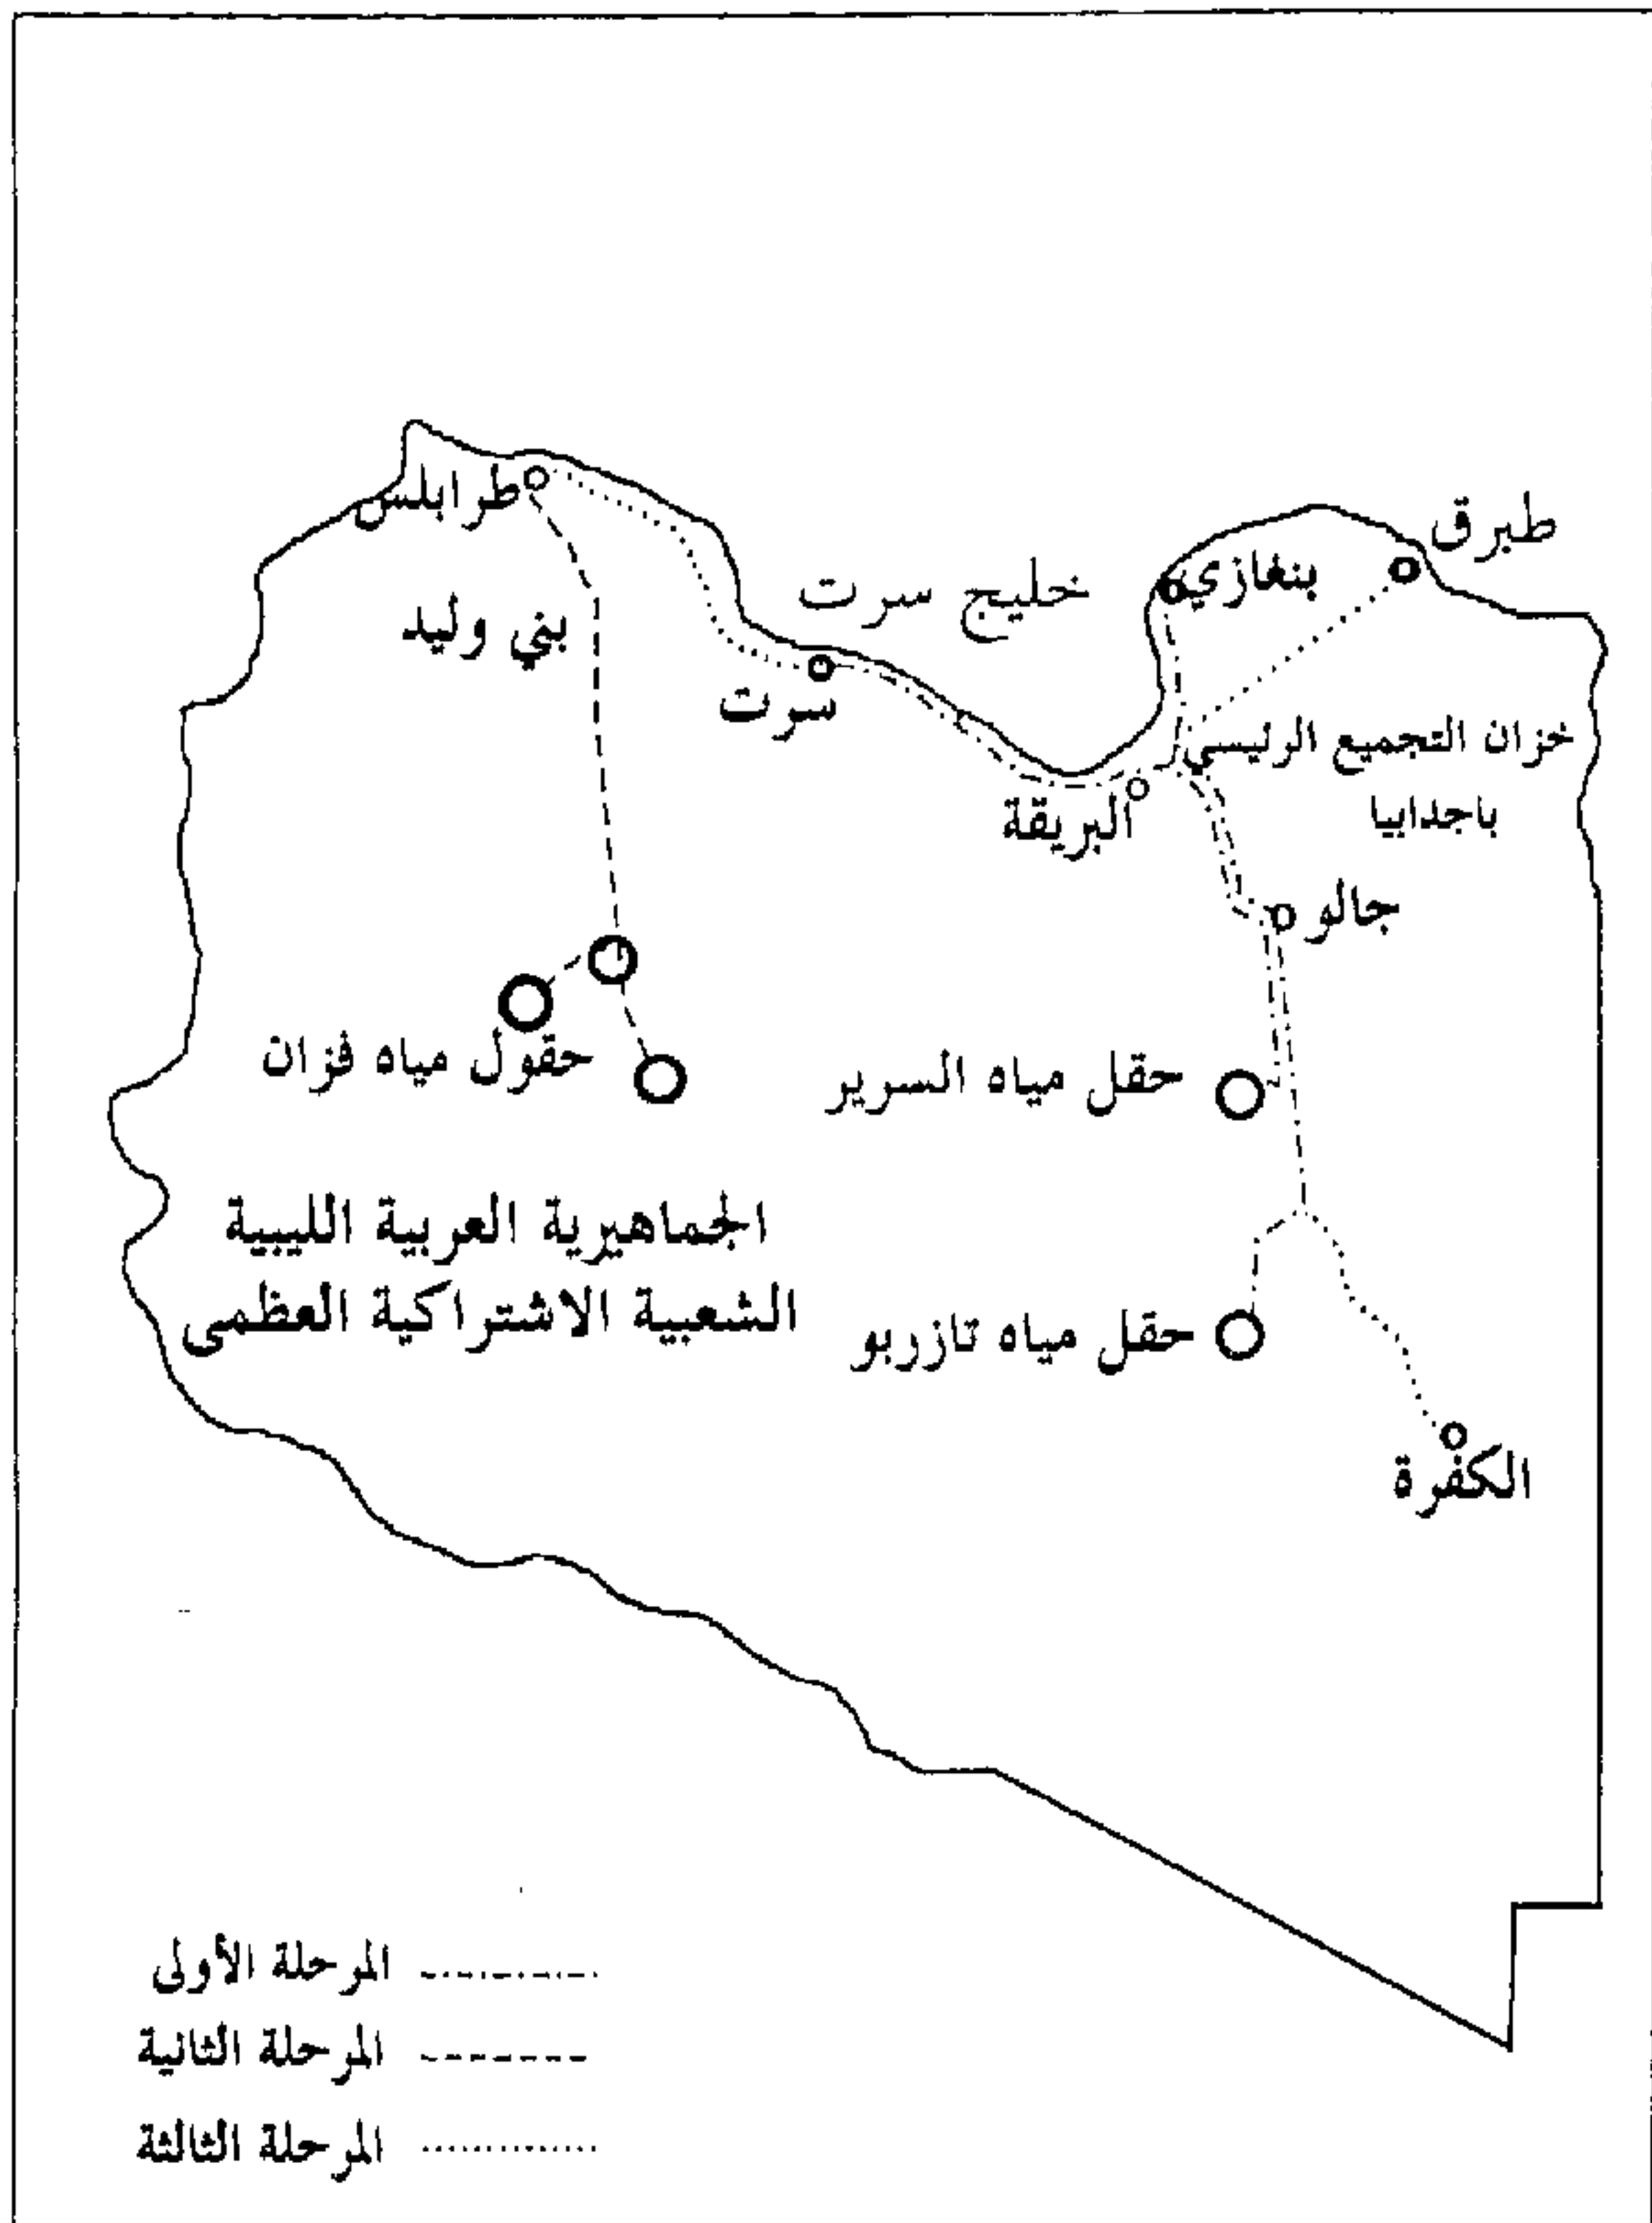 طرابلس
طبرق
بنغازي
خليج سرت
بني وليد
سرت
خزان التجميع الرئيسي
باجدابيا
البريقة
جالو
حقول مياه فزان
حقل مياه السرير
الجماهيرية العربية الليبية
الشعبية الاشتراكية العظمى
حقل مياه تازربو
الكفرة
المرحلة الأولى
المرحلة الثانية
المرحلة الثالثة